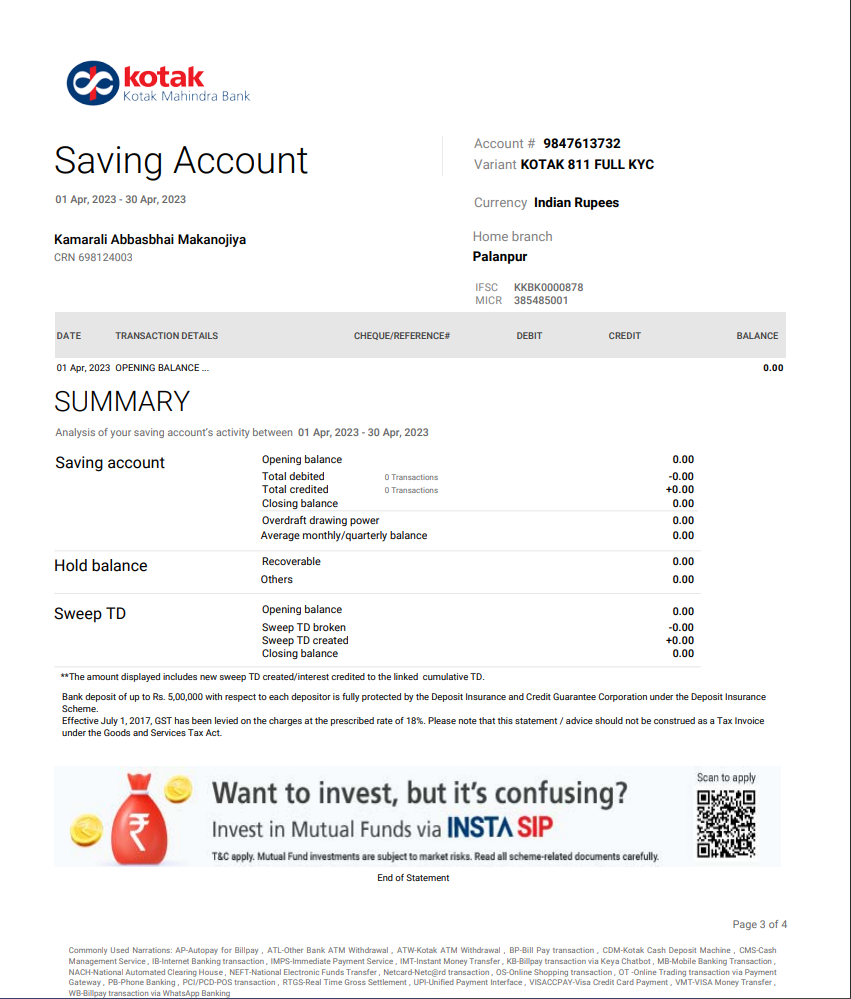 kotak
Kotak Mahindra Bank
Saving Account
01 Apr, 2023 - 30 Apr, 2023
Kamarali Abbasbhai Makanojiya
CRN 698124003
Account # 9847613732
Variant KOTAK 811 FULL KYC
Currency Indian Rupees
Home branch
Palanpur
IFSC KKBK0000878
MICR 385485001
DATE TRANSACTION DETAILS CHEQUE/REFERENCE# DEBIT CREDIT BALANCE
01 Apr, 2023 OPENING BALANCE ... 0.00
SUMMARY
Analysis of your saving account's activity between 01 Apr, 2023 - 30 Apr, 2023
Saving account
Opening balance 0.00
Total debited 0 Transactions -0.00
Total credited 0 Transactions +0.00
Closing balance 0.00
Overdraft drawing power 0.00
Average monthly/quarterly balance 0.00
Hold balance
Recoverable 0.00
Others 0.00
Sweep TD
Opening balance 0.00
Sweep TD broken -0.00
Sweep TD created +0.00
Closing balance 0.00
**The amount displayed includes new sweep TD created/interest credited to the linked cumulative TD.
Bank deposit of up to Rs. 5,00,000 with respect to each depositor is fully protected by the Deposit Insurance and Credit Guarantee Corporation under the Deposit Insurance
Scheme.
Effective July 1, 2017, GST has been levied on the charges at the prescribed rate of 18%. Please note that this statement / advice should not be construed as a Tax Invoice
under the Goods and Services Tax Act.
₹
Want to invest, but it's confusing?
Invest in Mutual Funds via INSTA SIP
T&C apply. Mutual Fund investments are subject to market risks. Read all scheme-related documents carefully.
Scan to apply
End of Statement
Page 3 of 4
Commonly Used Narrations: AP-Autopay for Billpay , ATL-Other Bank ATM Withdrawal , ATW-Kotak ATM Withdrawal , BP-Bill Pay transaction , CDM-Kotak Cash Deposit Machine , CMS-Cash
Management Service , IB-Internet Banking transaction , IMPS-Immediate Payment Service , IMT-Instant Money Transfer , KB-Billpay transaction via Keya Chatbot , MB-Mobile Banking Transaction ,
NACH-National Automated Clearing House , NEFT-National Electronic Funds Transfer , Netcard-Netc@rd transaction , OS-Online Shopping transaction , OT -Online Trading transaction via Payment
Gateway , PB-Phone Banking , PCI/PCD-POS transaction , RTGS-Real Time Gross Settlement , UPI-Unified Payment Interface , VISACCPAY-Visa Credit Card Payment , VMT-VISA Money Transfer ,
WB-Billpay transaction via WhatsApp Banking